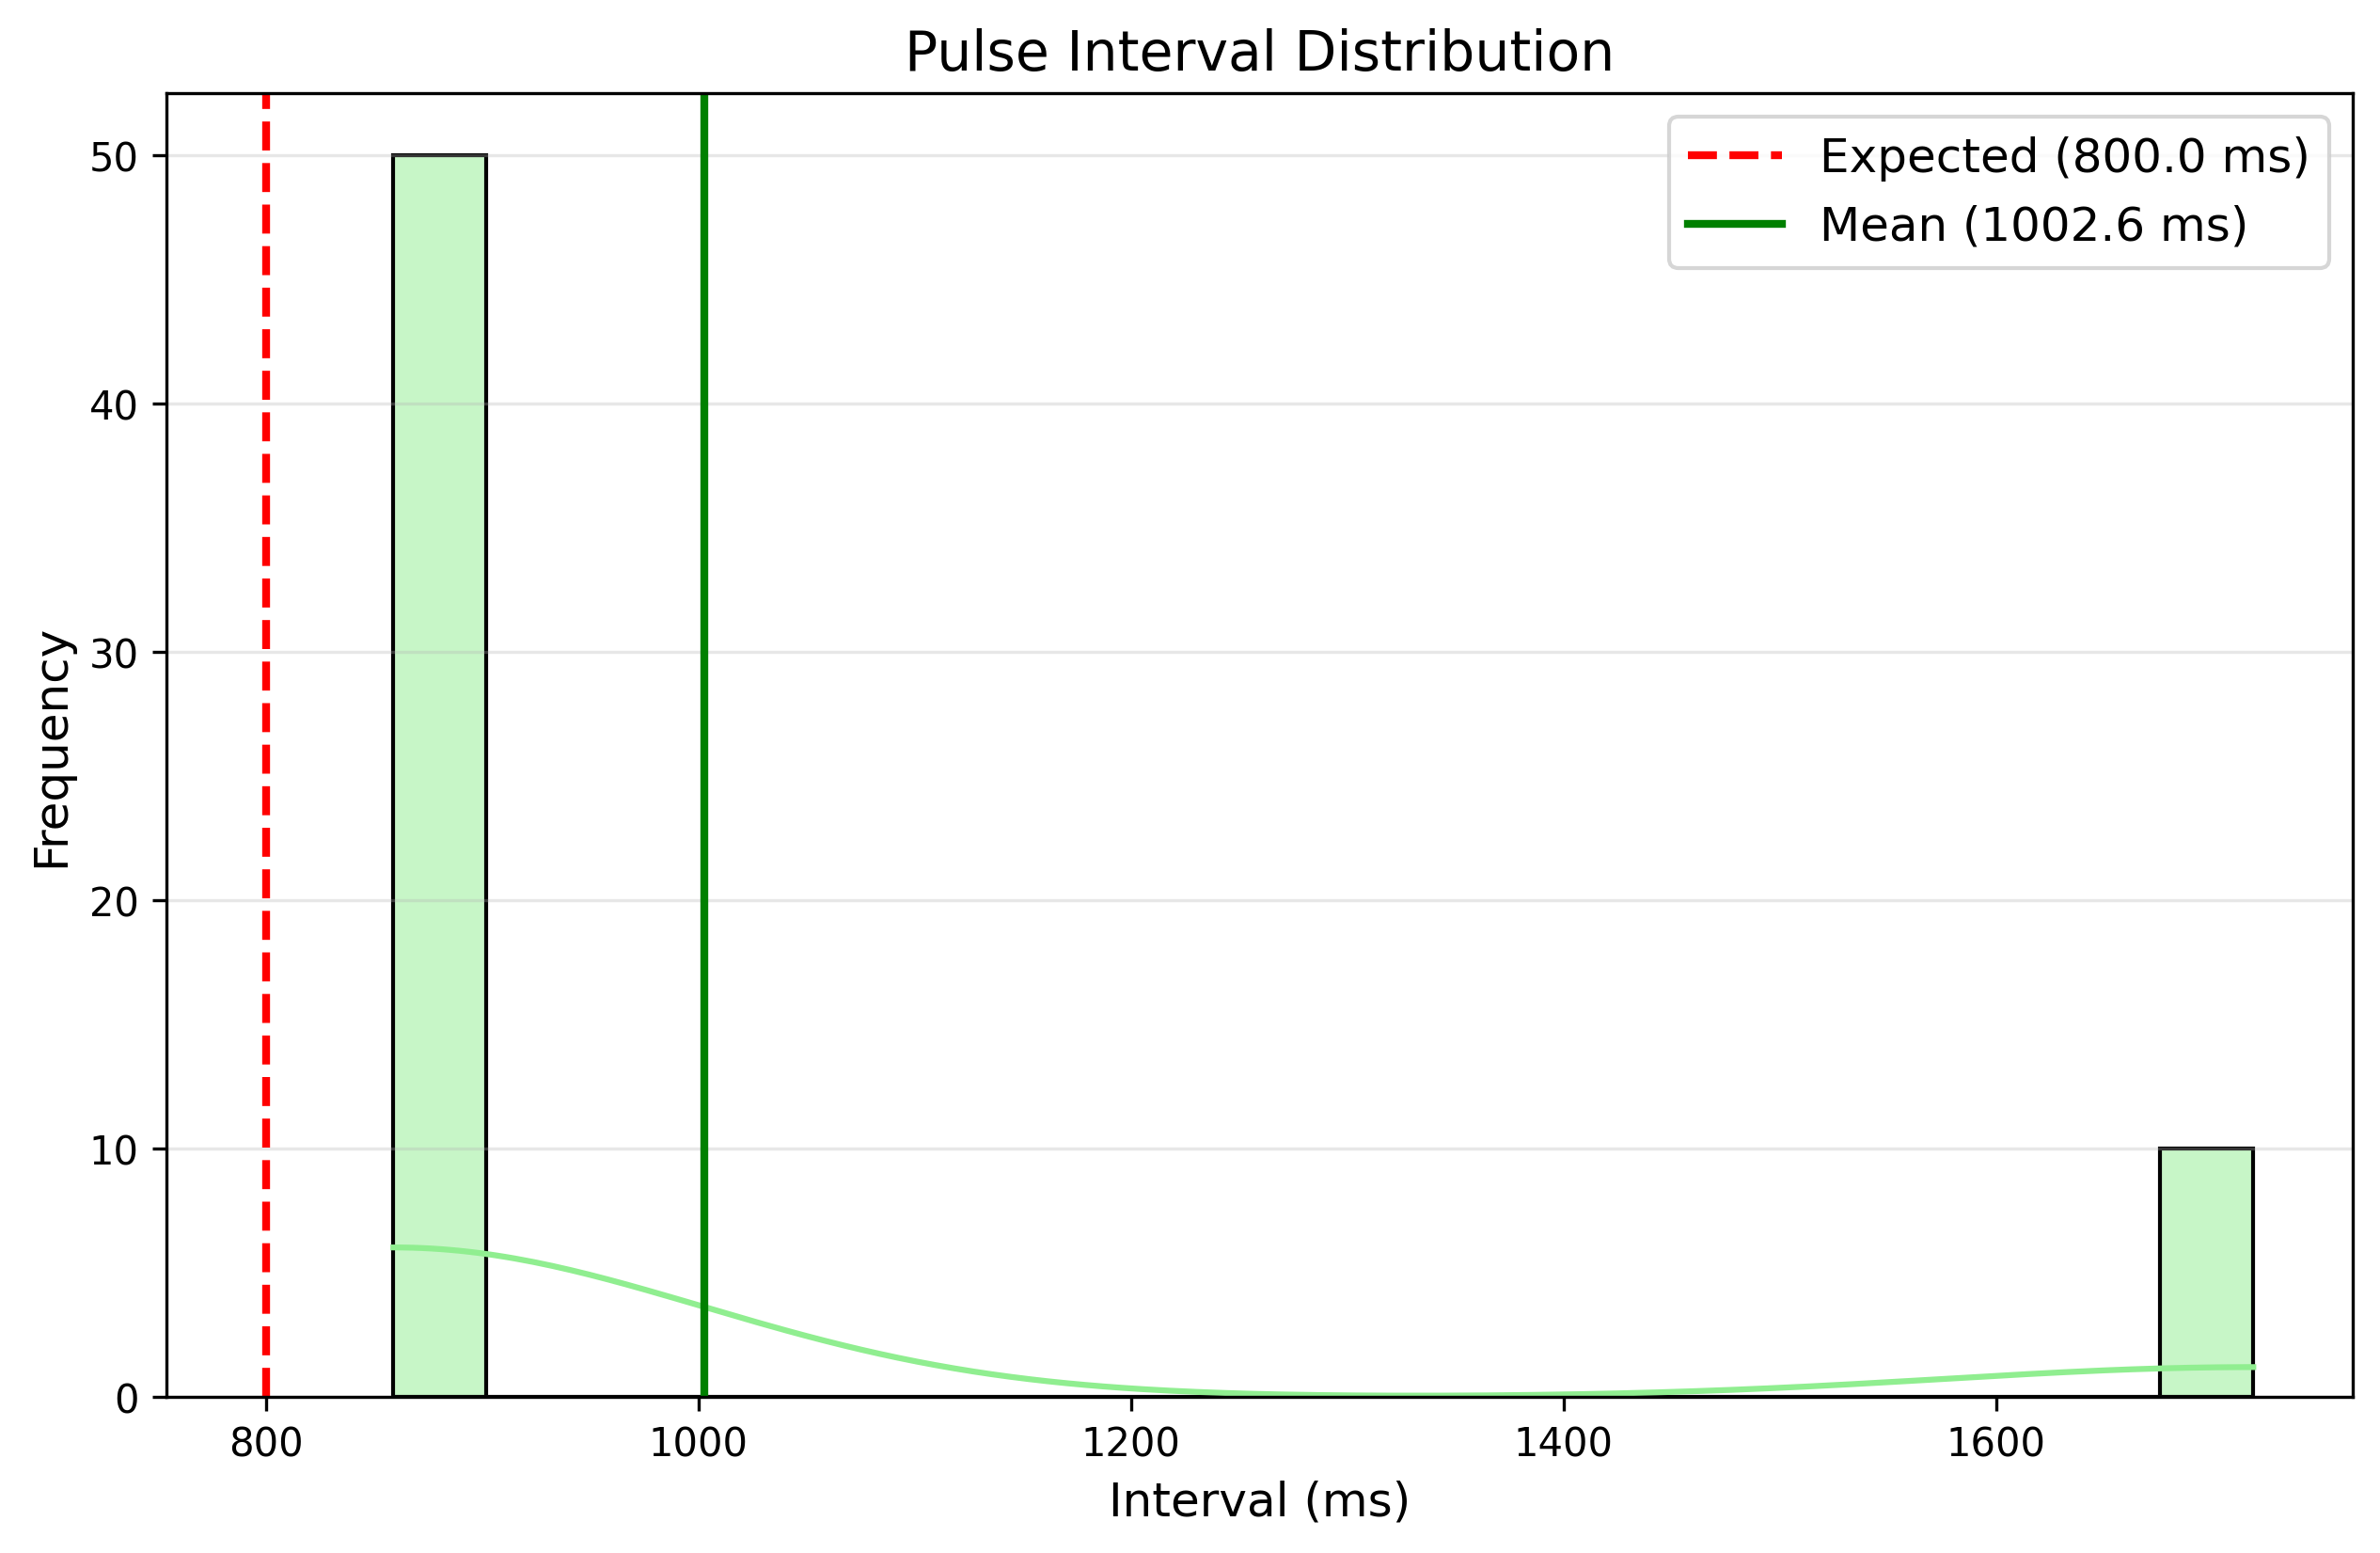 Pulse Interval Distribution
Expected (800.0 ms)
Mean (1002.6 ms)
50
40
30
20
10
0
Frequency
800 1000 1200 1400 1600
Interval (ms)